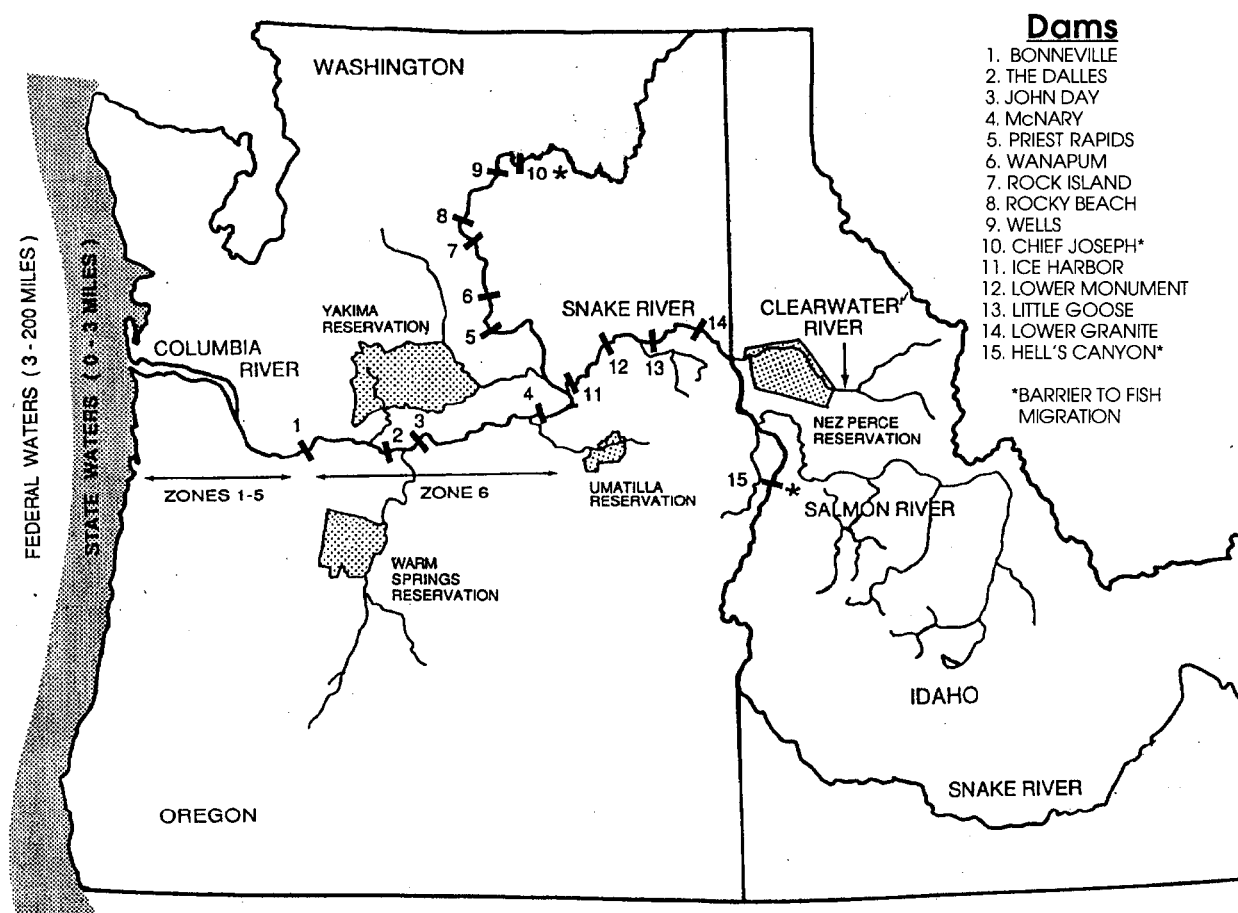 WASHINGTON
Dams
1. BONNEVILLE
2. THE DALLES
3. JOHN DAY
4. McNARY
5. PRIEST RAPIDS
6. WANAPUM
7. ROCK ISLAND
8. ROCKY BEACH
9. WELLS
10. CHIEF JOSEPH*
11. ICE HARBOR
12. LOWER MONUMENT
13. LITTLE GOOSE
14. LOWER GRANITE
15. HELL'S CANYON*
*BARRIER TO FISH
MIGRATION
9
10 *
8
7
6
5
FEDERAL WATERS ( 3 - 200 MILES )
STATE WATERS ( 0 - 3 MILES )
YAKIMA
RESERVATION
SNAKE RIVER
14
CLEARWATER
RIVER
COLUMBIA
RIVER
12
13
11
4
3
2
1
NEZ PERCE
RESERVATION
ZONES 1-5
ZONE 6
UMATILLA
RESERVATION
15
*
SALMON RIVER
WARM
SPRINGS
RESERVATION
IDAHO
SNAKE RIVER
OREGON